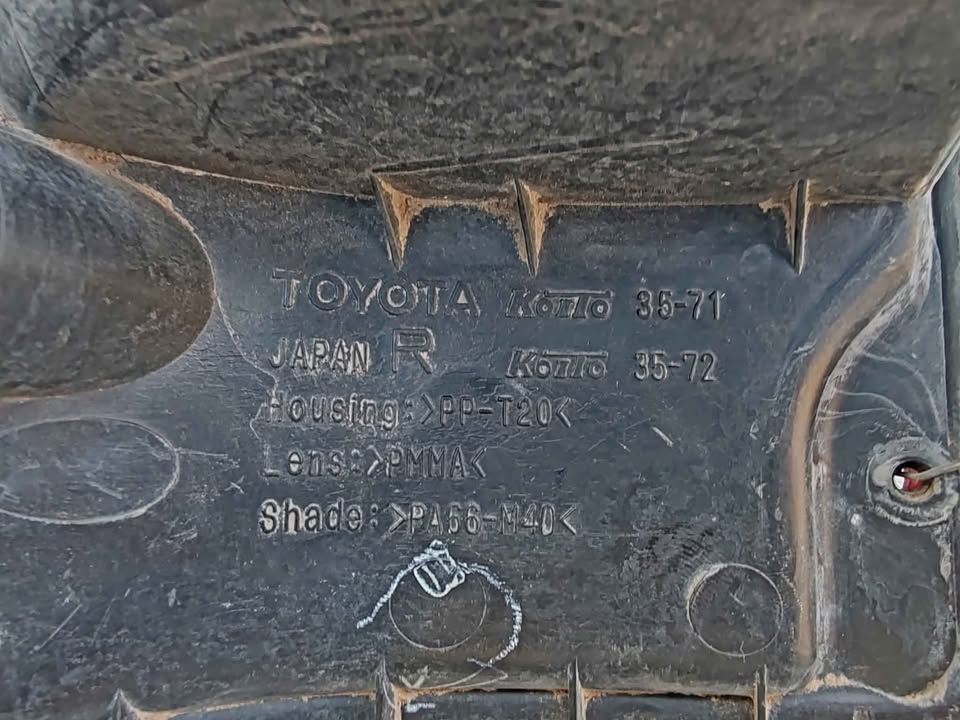 TOYOTA KOITO 35-71
JAPAN R KOITO 35-72
Housing:>PP-T20<
Lens:>PMMA<
Shade:>PA66-M40<